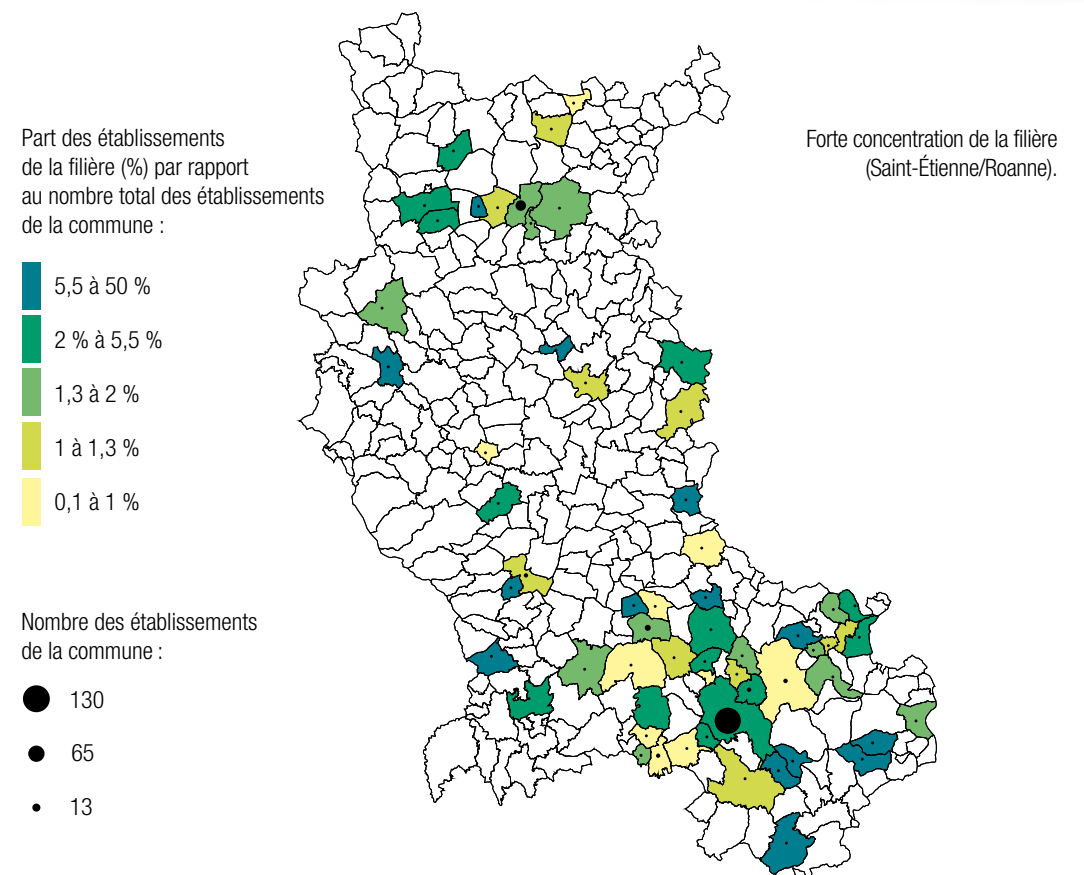 Part des établissements
de la filière (%) par rapport
au nombre total des établissements
de la commune :
5,5 à 50 %
2 % à 5,5 %
1,3 à 2 %
1 à 1,3 %
0,1 à 1 %
Nombre des établissements
de la commune :
130
65
13
Forte concentration de la filière
(Saint-Étienne/Roanne).